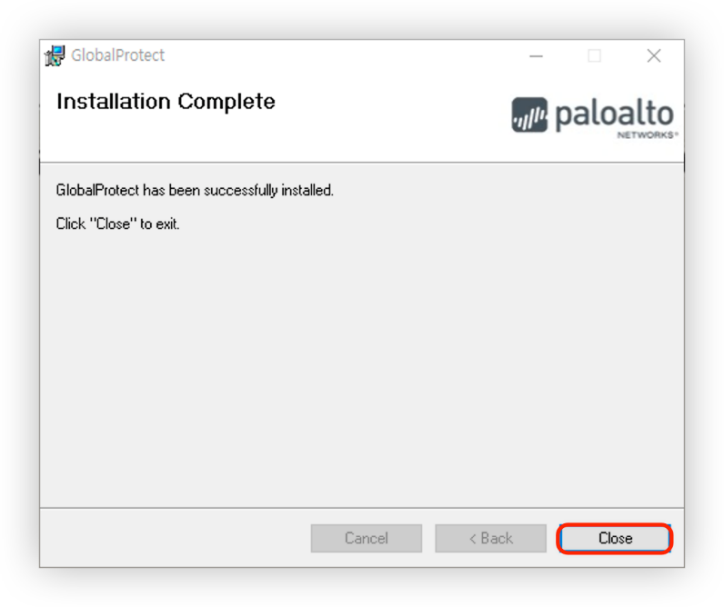 GlobalProtect
Installation Complete
paloalto
NETWORKS
GlobalProtect has been successfully installed.
Click "Close" to exit.
Cancel
< Back
Close